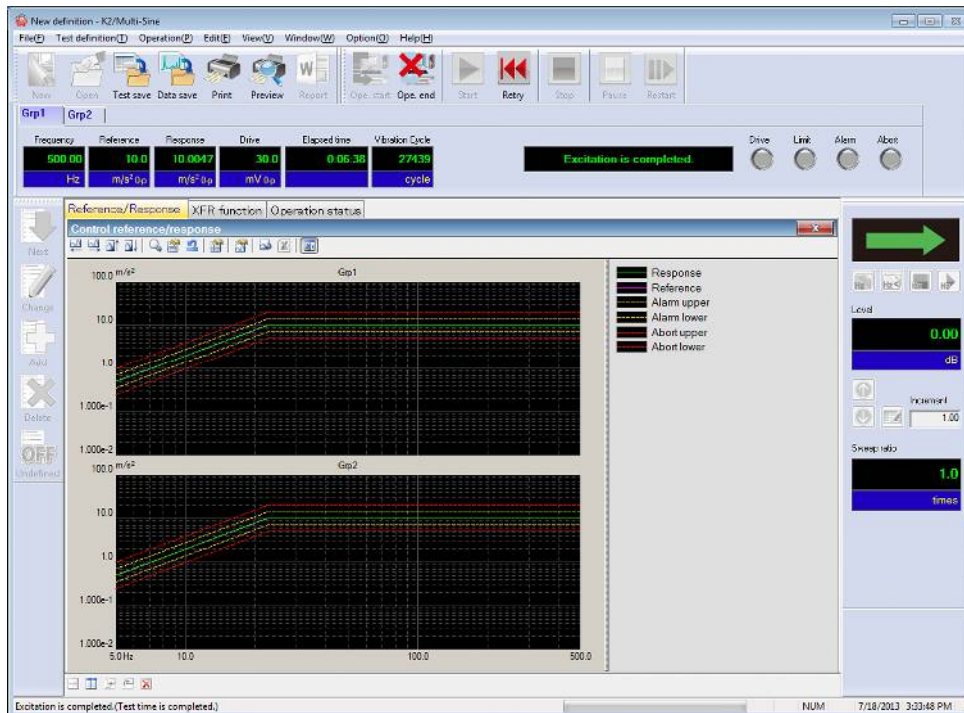 New definition - K2/Multi-Sine
File(F) Test definition(T) Operation(P) Edit(E) View(V) Window(W) Option(O) Help(H)
New Open Test save Data save Print Preview Report Ope. start Ope. end Start Retry Stop Pause Restart
Grp1 Grp2
Frequency Reference Response Drive Elapsed time Vibration Cycle Drive Limit Alarm Abort
500.00 10.0 10.0047 30.0 0:06:38 27439 Excitation is completed.
Hz m/s² 0p m/s² 0p mV 0p cycle
Reference/Response XFR function Operation status
Control reference/response
Next
Change
Add
Delete
OFF
Undefined
100.0 m/s² Grp1
10.0
1.0
1.000e-1
1.000e-2
100.0 m/s² Grp2
10.0
1.0
1.000e-1
1.000e-2
5.0 Hz 10.0 100.0 500.0
Response
Reference
Alarm upper
Alarm lower
Abort upper
Abort lower
Level
0.00
dB
Increment
1.00
Sweep ratio
1.0
times
Excitation is completed.(Test time is completed.) NUM 7/18/2013 3:33:48 PM